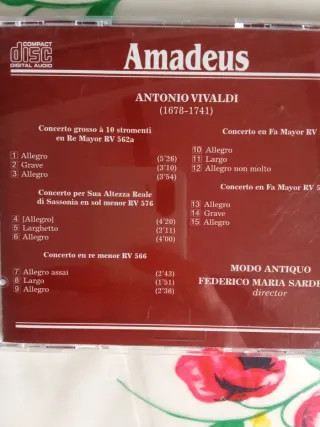 COMPACT
disc
DIGITAL AUDIO
Amadeus
ANTONIO VIVALDI
(1678-1741)
Concerto grosso à 10 stromenti
en Re Mayor RV 562a
1 Allegro (5'26)
2 Grave (3'10)
3 Allegro (3'54)
Concerto per Sua Altezza Reale
di Sassonia en sol menor RV 576
4 [Allegro] (4'20)
5 Larghetto (2'11)
6 Allegro (4'00)
Concerto en re menor RV 566
7 Allegro assai (2'43)
8 Largo (1'51)
9 Allegro (2'36)
Concerto en Fa Mayor RV
10 Allegro
11 Largo
12 Allegro non molto
Concerto en Fa Mayor RV 5
13 Allegro
14 Grave
15 Allegro
MODO ANTIQUO
FEDERICO MARIA SARDE
director